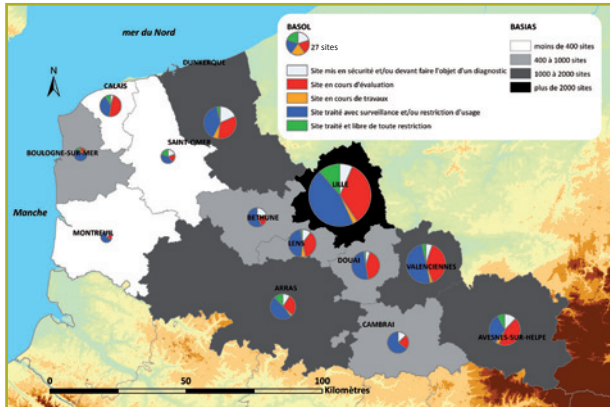 mer du Nord
BASOL
27 sites
Site mis en sécurité et/ou devant faire l'objet d'un diagnostic
Site en cours d'évaluation
Site en cours de travaux
Site traité avec surveillance et/ou restriction d'usage
Site traité et libre de toute restriction
BASIAS
moins de 400 sites
400 à 1000 sites
1000 à 2000 sites
plus de 2000 sites
N
DUNKERQUE
CALAIS
SAINT-OMER
BOULOGNE-SUR-MER
LILLE
Manche
BETHUNE
MONTREUIL
LENS
DOUAI
VALENCIENNES
ARRAS
CAMBRAI
AVESNES-SUR-HELPE
0 25 50 100
Kilomètres